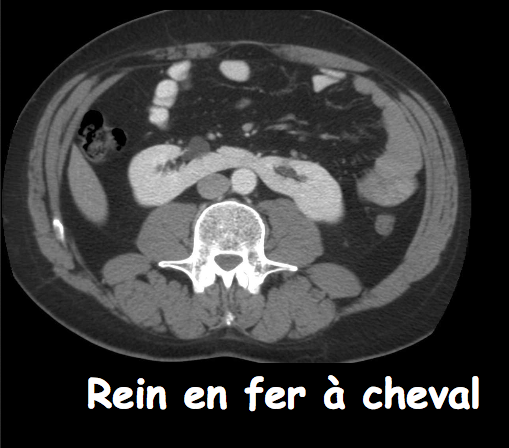 Rein en fer à cheval